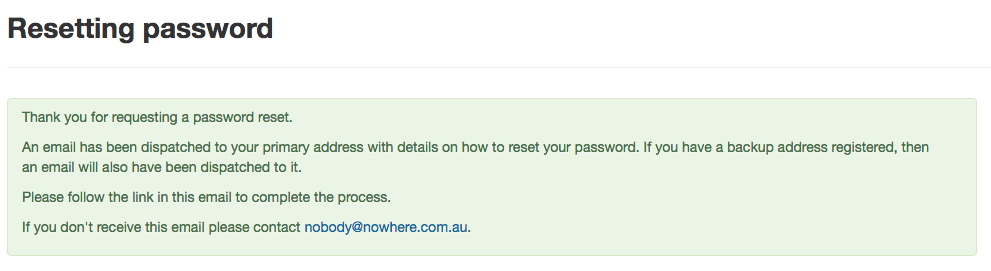 Resetting password
Thank you for requesting a password reset.
An email has been dispatched to your primary address with details on how to reset your password. If you have a backup address registered, then
an email will also have been dispatched to it.
Please follow the link in this email to complete the process.
If you don't receive this email please contact nobody@nowhere.com.au.